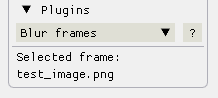 ▼ Plugins
Blur frames ▼ ?
Selected frame:
test_image.png